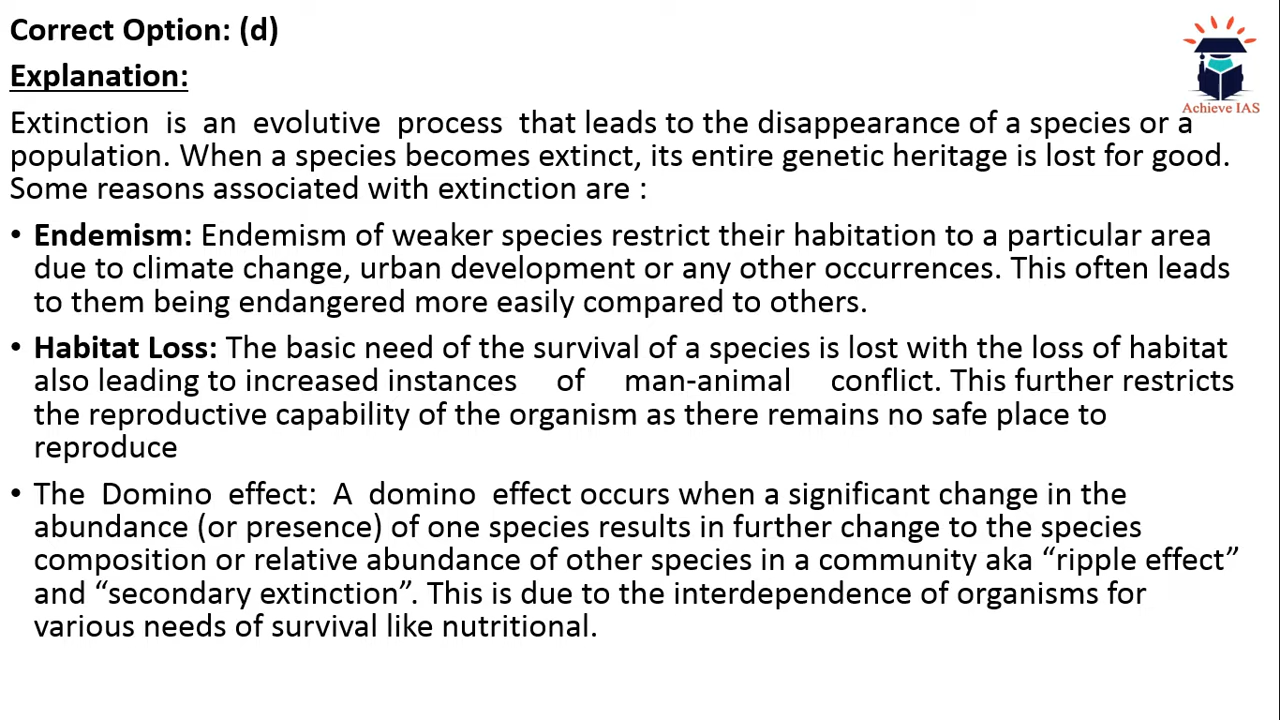 Correct Option: (d)
Achieve IAS
Explanation:
Extinction is an evolutive process that leads to the disappearance of a species or a
population. When a species becomes extinct, its entire genetic heritage is lost for good.
Some reasons associated with extinction are :
• Endemism: Endemism of weaker species restrict their habitation to a particular area
due to climate change, urban development or any other occurrences. This often leads
to them being endangered more easily compared to others.
• Habitat Loss: The basic need of the survival of a species is lost with the loss of habitat
also leading to increased instances of man-animal conflict. This further restricts
the reproductive capability of the organism as there remains no safe place to
reproduce
• The Domino effect: A domino effect occurs when a significant change in the
abundance (or presence) of one species results in further change to the species
composition or relative abundance of other species in a community aka “ripple effect”
and “secondary extinction”. This is due to the interdependence of organisms for
various needs of survival like nutritional.